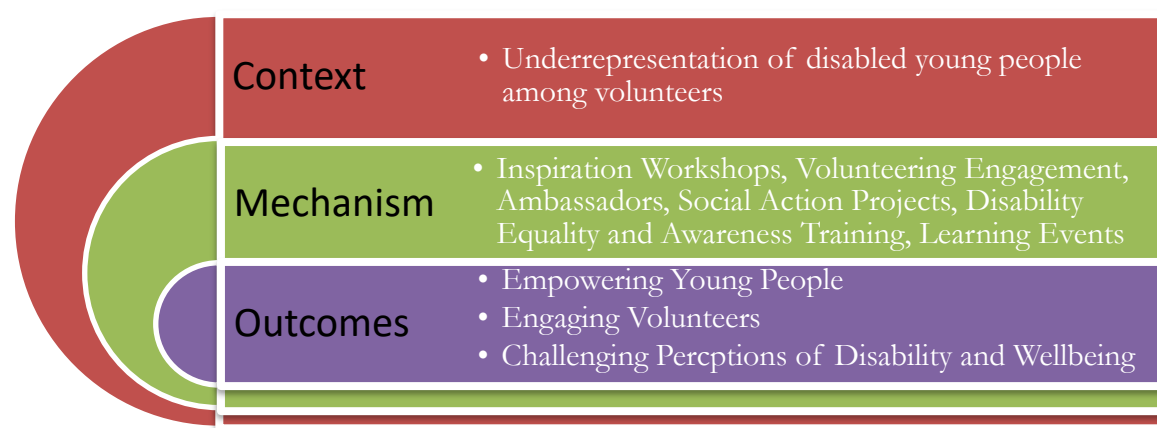 Context
• Underrepresentation of disabled young people
among volunteers
Mechanism
• Inspiration Workshops, Volunteering Engagement,
Ambassadors, Social Action Projects, Disability
Equality and Awareness Training, Learning Events
Outcomes
• Empowering Young People
• Engaging Volunteers
• Challenging Percptions of Disability and Wellbeing